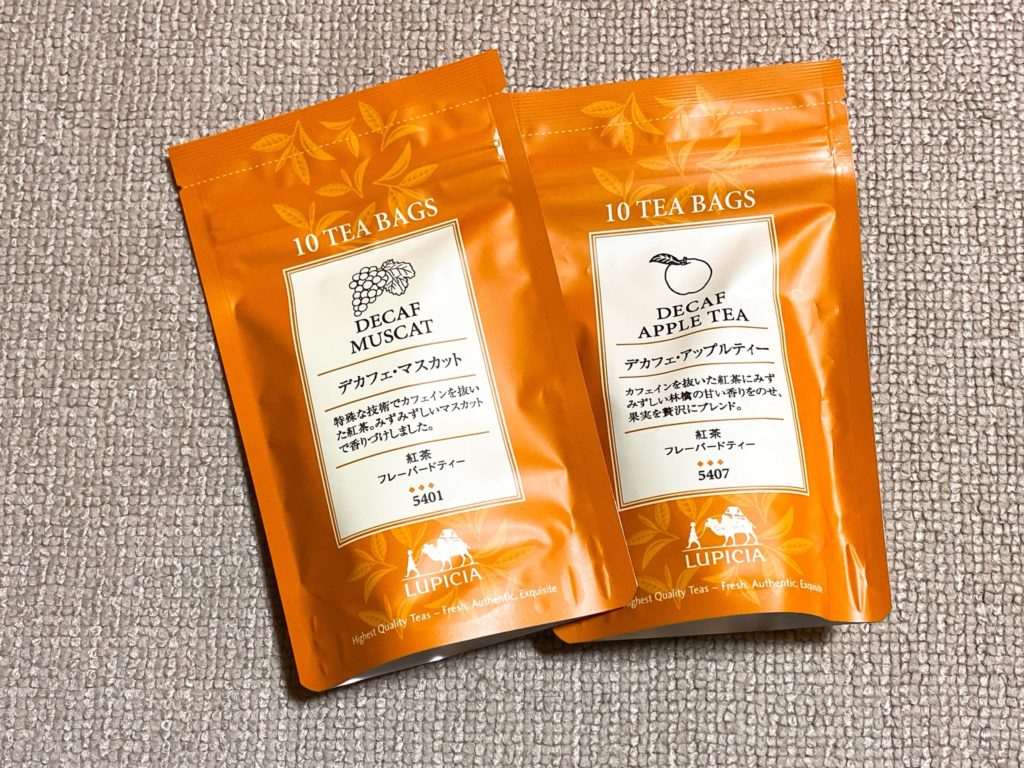 10 TEA BAGS
DECAF
MUSCAT
デカフェ・マスカット
特殊な技術でカフェインを抜い
た紅茶。みずみずしいマスカット
で香りづけしました。
紅茶
フレーバードティー
5401
LUPICIA
Highest Quality Teas – Fresh, Authentic, Exquisite
10 TEA BAGS
DECAF
APPLE TEA
デカフェ・アップルティー
カフェインを抜いた紅茶にみず
みずしい林檎の甘い香りをのせ、
果実を贅沢にブレンド。
紅茶
フレーバードティー
5407
LUPICIA
Highest Quality Teas – Fresh, Authentic, Exquisite